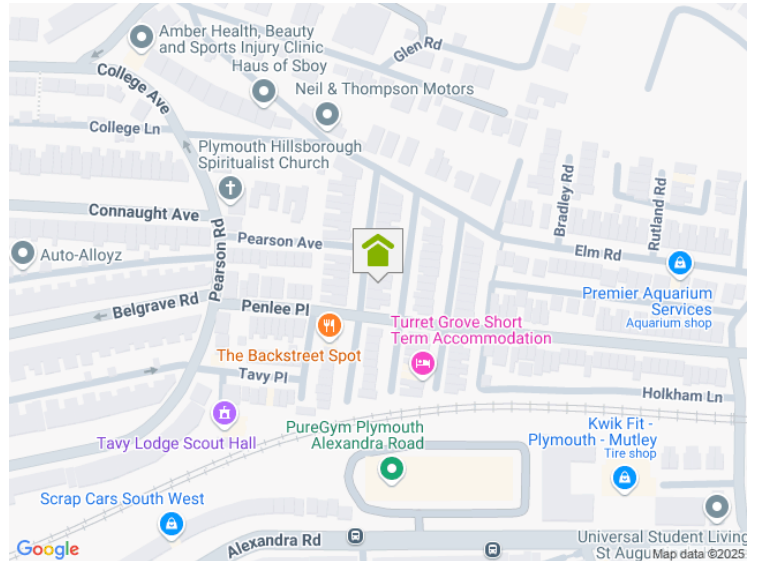 Amber Health, Beauty
and Sports Injury Clinic
Glen Rd
Haus of Sboy
College Ave
Neil & Thompson Motors
College Ln
Plymouth Hillsborough
Spiritualist Church
Bradley Rd
Rutland Rd
Connaught Ave
Pearson Ave
Pearson Rd
Auto-Alloyz
Elm Rd
Premier Aquarium
Services
Aquarium shop
Belgrave Rd
Penlee Pl
Turret Grove Short
Term Accommodation
The Backstreet Spot
Tavy Pl
Holkham Ln
Tavy Lodge Scout Hall
PureGym Plymouth
Alexandra Road
Kwik Fit -
Plymouth - Mutley
Tire shop
Scrap Cars South West
Alexandra Rd
Universal Student Living
St Augu
Google
Map data ©2025